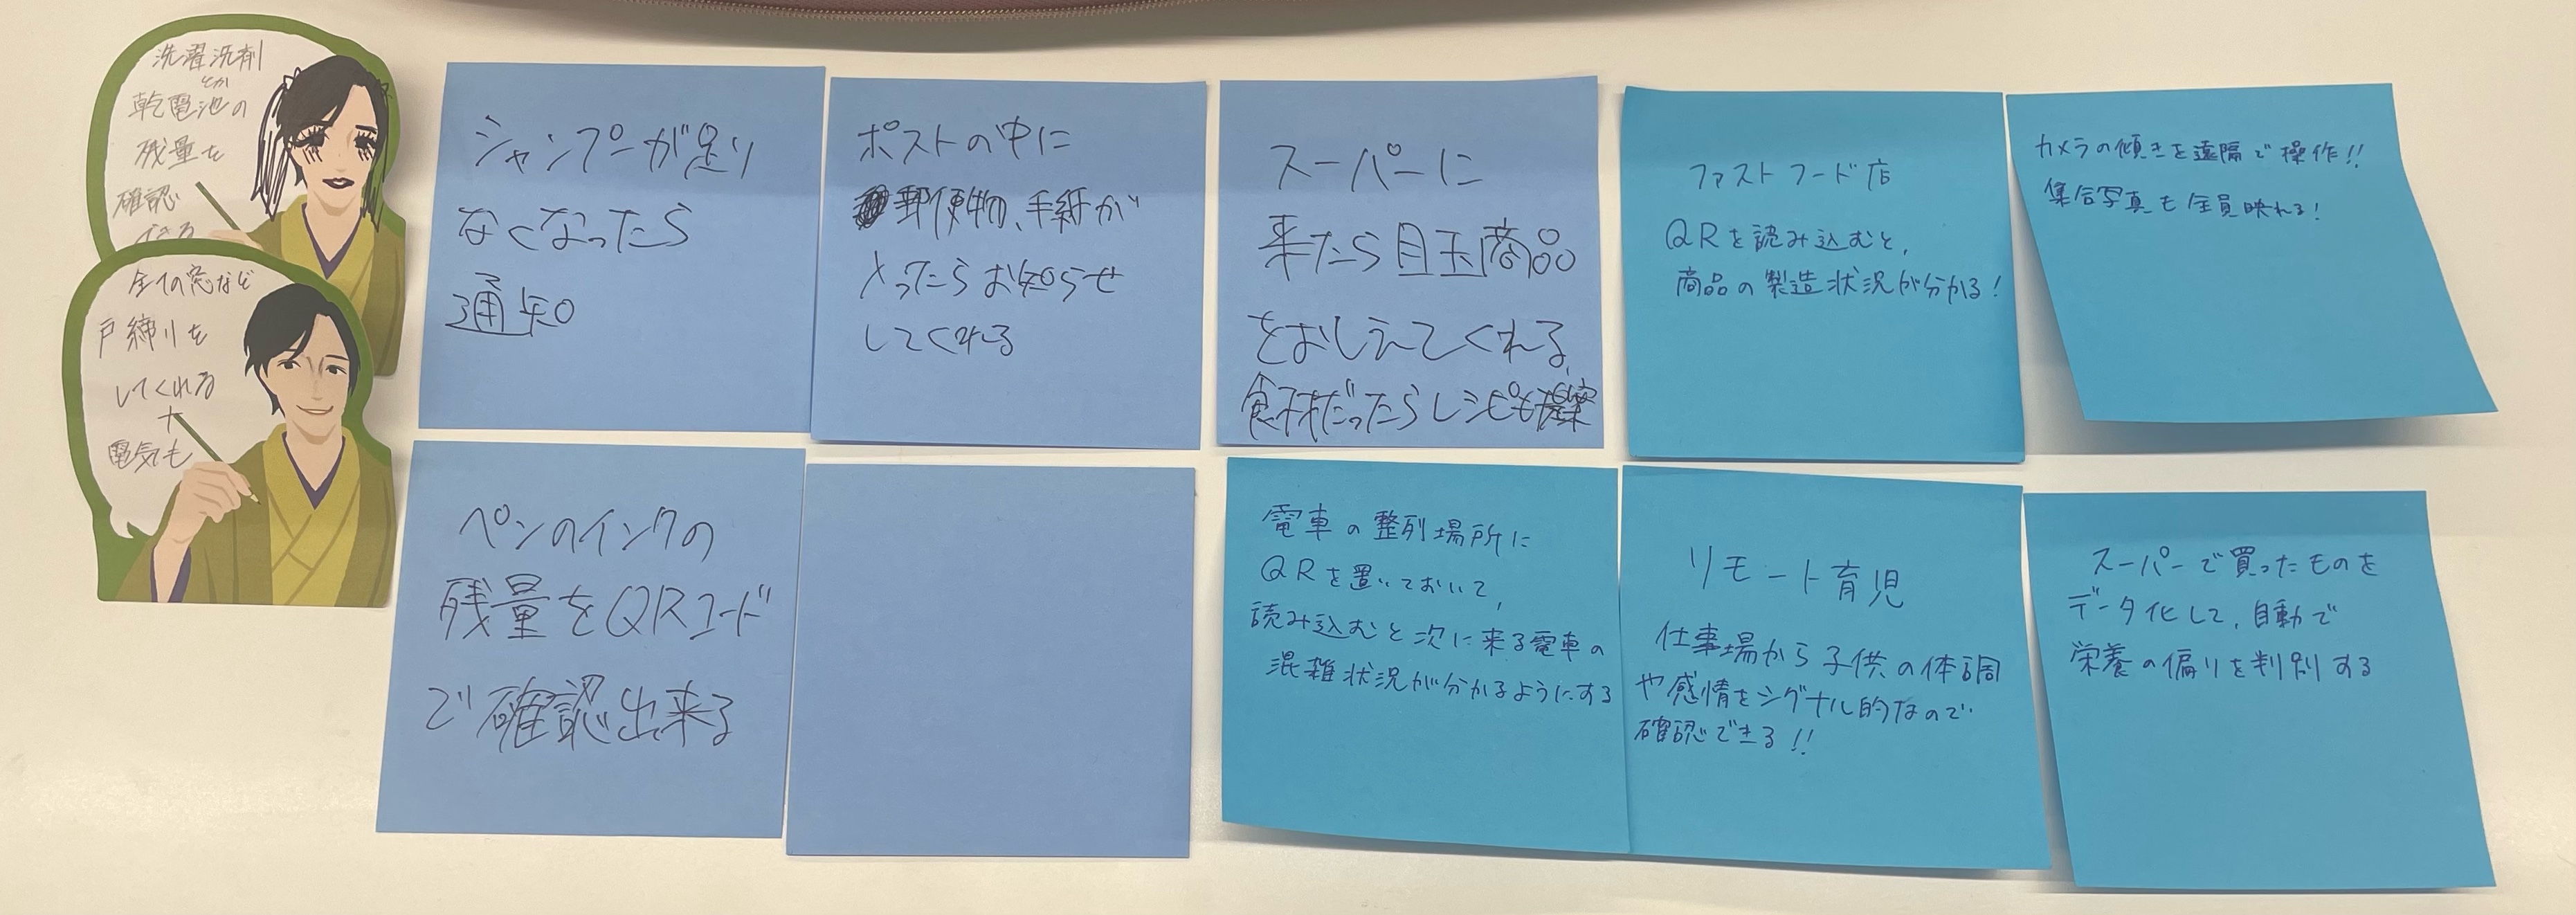 洗濯洗剤
とか
乾電池の
残量を
確認
できる
全ての窓など
戸締りを
してくれる
+
電気も
シャンプーが足り
なくなったら
通知
ポストの中に
郵便物、手紙が
入ったらお知らせ
してくれる
スーパーに
来たら目玉商品
をおしえてくれる,
食材だったらレシピも提案
ファストフード店
QRを読み込むと,
商品の製造状況が分かる!
カメラの傾きを遠隔で操作!!
集合写真も全員映れる!
ペンのインクの
残量をQRコード
で確認出来る
電車の整列場所に
QRを置いておいて,
読み込むと次に来る電車の
混雑状況が分かるようにする
リモート育児
仕事場から子供の体調
や感情をシグナル的なので
確認できる!!
スーパーで買ったものを
データ化して,自動で
栄養の偏りを判別する